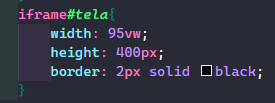 iframe#tela{
width: 95vw;
height: 400px;
border: 2px solid black;
}